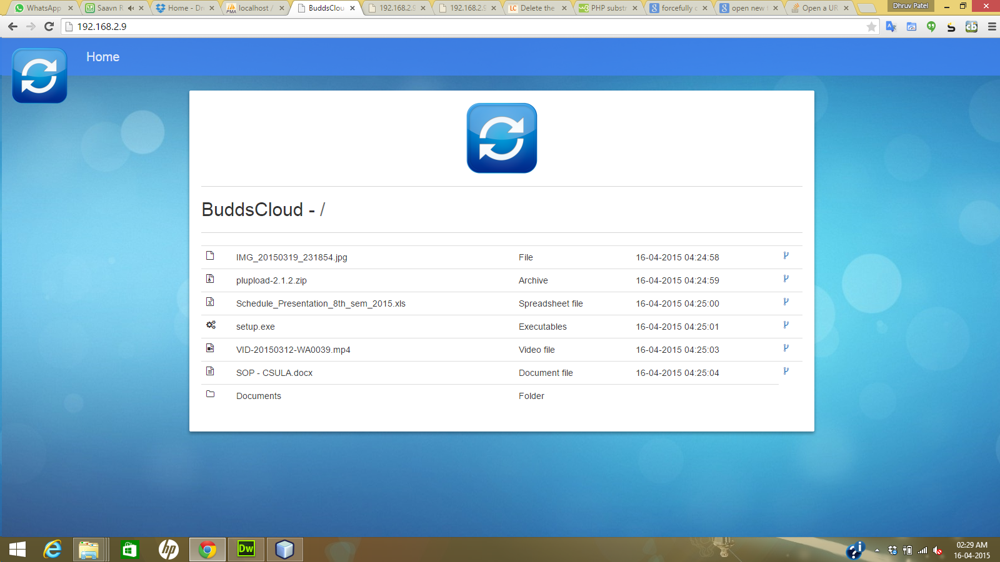 WhatsApp
Saavn R
Home - Dr
localhost /
BuddsClou
192.168.2.9
192.168.2.9
Delete the
PHP substr
forcefully c
open new t
Open a UR
Dhruv Patel
192.168.2.9
Home
BuddsCloud - /
IMG_20150319_231854.jpg File 16-04-2015 04:24:58
plupload-2.1.2.zip Archive 16-04-2015 04:24:59
Schedule_Presentation_8th_sem_2015.xls Spreadsheet file 16-04-2015 04:25:00
setup.exe Executables 16-04-2015 04:25:01
VID-20150312-WA0039.mp4 Video file 16-04-2015 04:25:03
SOP - CSULA.docx Document file 16-04-2015 04:25:04
Documents Folder
hp
Dw
02:29 AM
16-04-2015